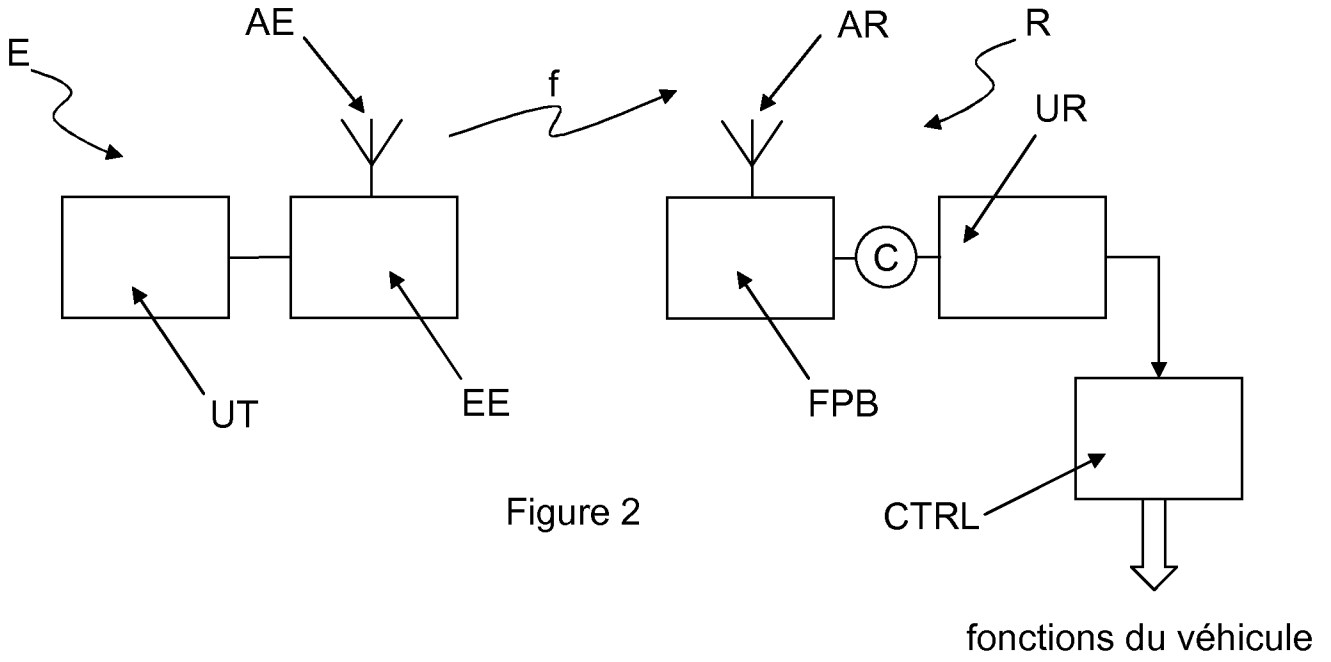 AE
AR
R
E
f
UR
C
UT
EE
FPB
CTRL
Figure 2
fonctions du véhicule